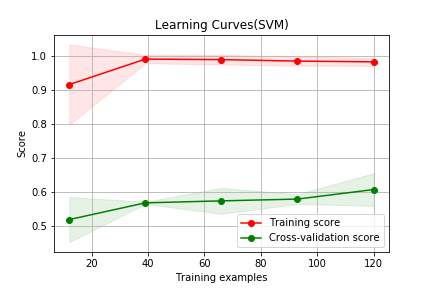 Learning Curves(SVM)
Score
1.0
0.9
0.8
0.7
0.6
0.5
20
40
60
80
100
120
Training examples
Training score
Cross-validation score